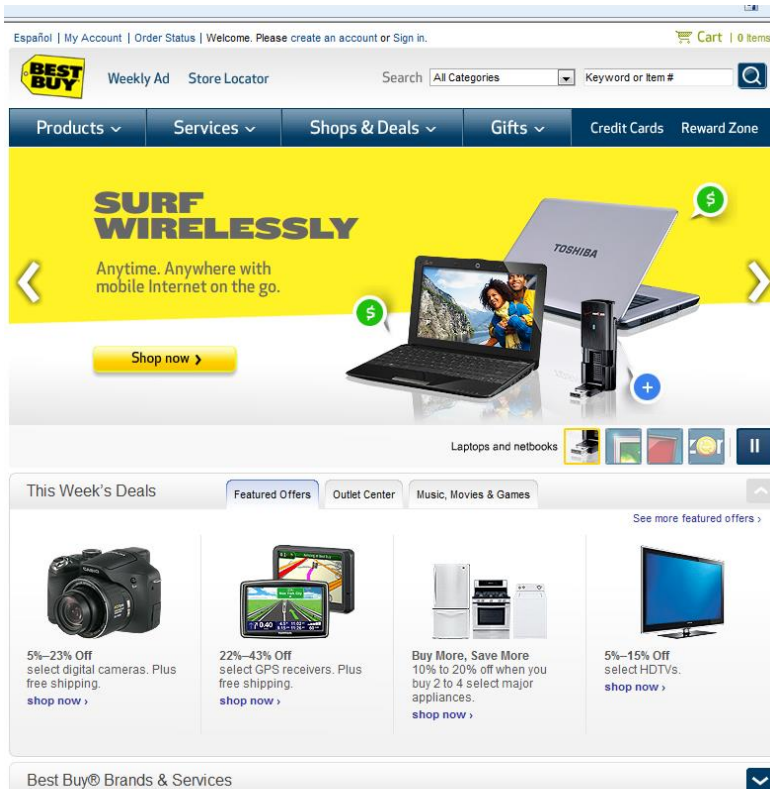 Español | My Account | Order Status | Welcome. Please create an account or Sign in.
Cart | 0 Items
BEST BUY
Weekly Ad
Store Locator
Search
All Categories
Keyword or Item #
Products
Services
Shops & Deals
Gifts
Credit Cards
Reward Zone
SURF
WIRELESSLY
Anytime. Anywhere with
mobile Internet on the go.
Shop now ›
TOSHIBA
$
$
+
Laptops and netbooks
This Week's Deals
Featured Offers
Outlet Center
Music, Movies & Games
See more featured offers ›
5%–23% Off
select digital cameras. Plus
free shipping.
shop now ›
22%–43% Off
select GPS receivers. Plus
free shipping.
shop now ›
Buy More, Save More
10% to 20% off when you
buy 2 to 4 select major
appliances.
shop now ›
5%–15% Off
select HDTVs.
shop now ›
CASIO
Best Buy® Brands & Services